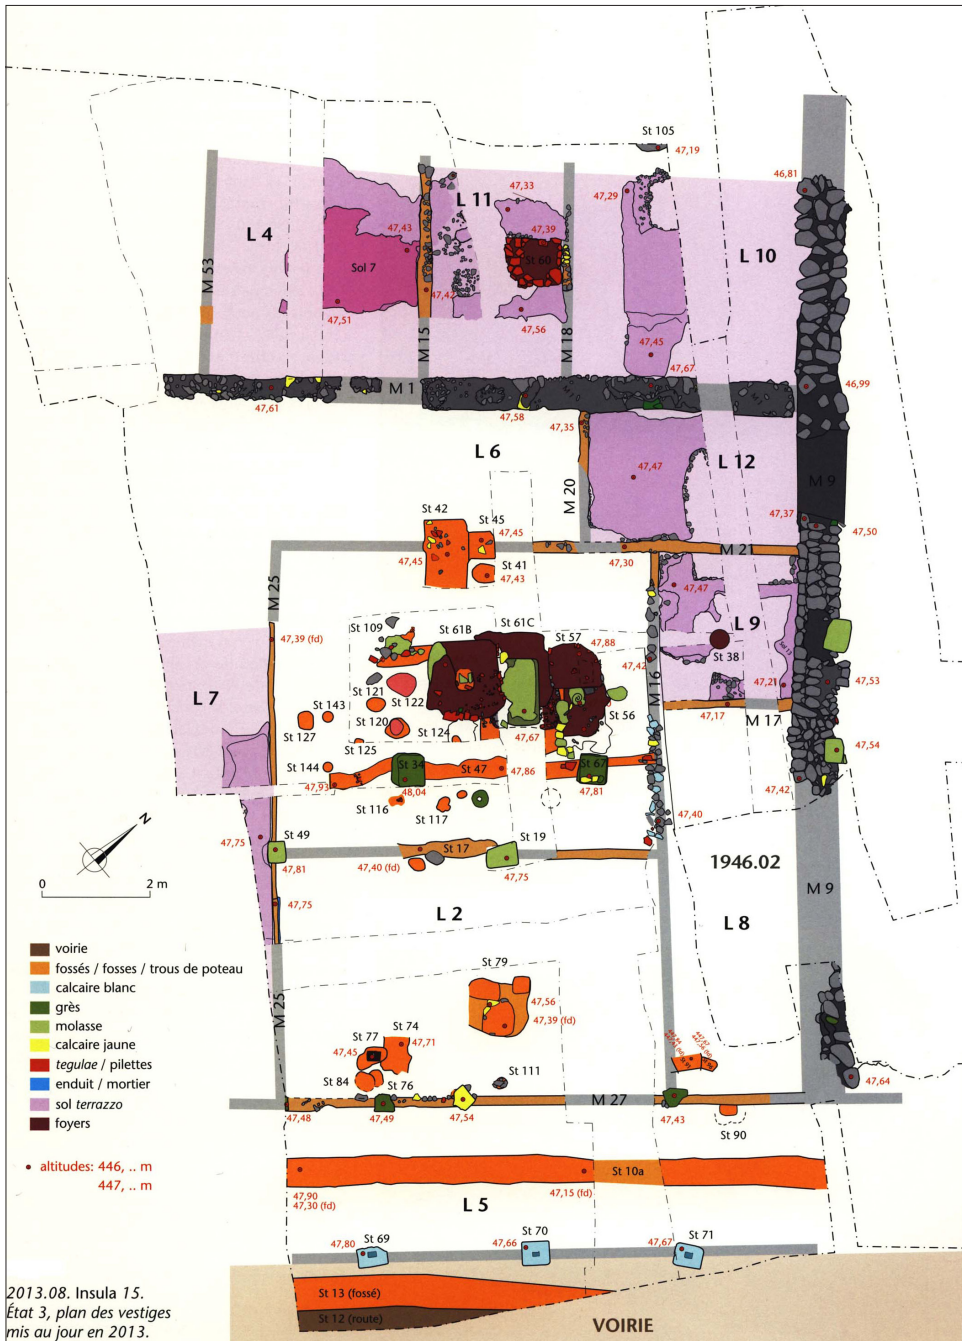 St 105
47,19
46,81
47,33
L 11
47,29
L 4
47,43
47,39
L 10
M 53
Sol 7
St 60
47,42
47,51
47,56
47,45
M 15
M 18
47,67
M 1
46,99
47,61
47,58
47,35
L 6
L 12
47,47
M 9
M 20
St 42
St 45
47,37
47,45
47,45
47,50
St 41
47,43
47,30
M 21
M 25
47,47
St 109
St 61B
St 61C
St 57
47,88
L 9
47,39 (fd)
47,42
St 38
M 16
St 13
L 7
St 121
St 122
47,21
47,53
St 143
St 56
47,17
M 17
St 120
St 124
47,67
St 127
St 125
47,54
St 144
St 34
St 47
47,86
St 67
47,93
48,04
47,81
47,42
St 116
St 117
47,40
St 49
St 19
47,75
St 17
47,81
47,40 (fd)
47,75
1946.02
M 9
47,75
L 2
L 8
N
0
2 m
voirie
fossés / fosses / trous de poteau
calcaire blanc
grès
molasse
calcaire jaune
tegulae / pilettes
enduit / mortier
sol terrazzo
foyers
altitudes: 446, .. m
447, .. m
M 25
St 79
47,56
47,39 (fd)
St 77
St 74
47,45
47,71
St 84
St 76
St 111
47,64
M 27
47,48
47,49
47,54
47,43
St 90
St 10a
47,90
47,30 (fd)
47,15 (fd)
L 5
St 69
St 70
St 71
47,80
47,66
47,67
St 13 (fossé)
St 12 (route)
VOIRIE
2013.08. Insula 15.
État 3, plan des vestiges
mis au jour en 2013.